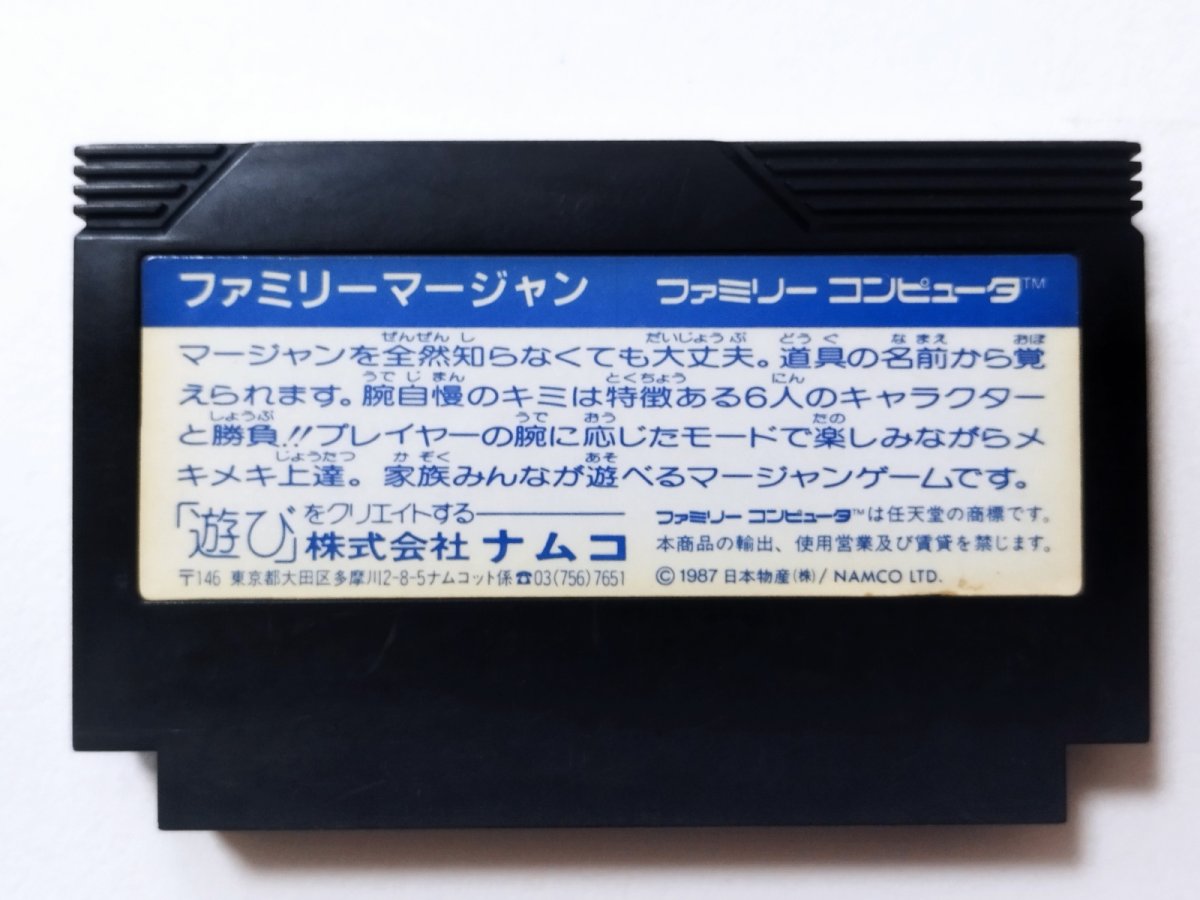 ファミリーマージャン ファミリー コンピュータ™
ぜんぜん し だいじょう ぶ どう ぐ な まえ おぼ
マージャンを全然知らなくても大丈夫。道具の名前から覚
うで じ まん とくちょう にん
えられます。腕自慢のキミは特徴ある6人のキャラクター
しょうぶ うで おう たの
と勝負!!プレイヤーの腕に応じたモードで楽しみながらメ
じょうたつ か ぞく あそ
キメキ上達。家族みんなが遊べるマージャンゲームです。
「遊び」をクリエイトする
株式会社 ナムコ
〒146 東京都大田区多摩川2-8-5ナムコット係☎03(756)7651
ファミリー コンピュータ™は任天堂の商標です。
本商品の輸出、使用営業及び賃貸を禁じます。
©1987 日本物産(株)/ NAMCO LTD.